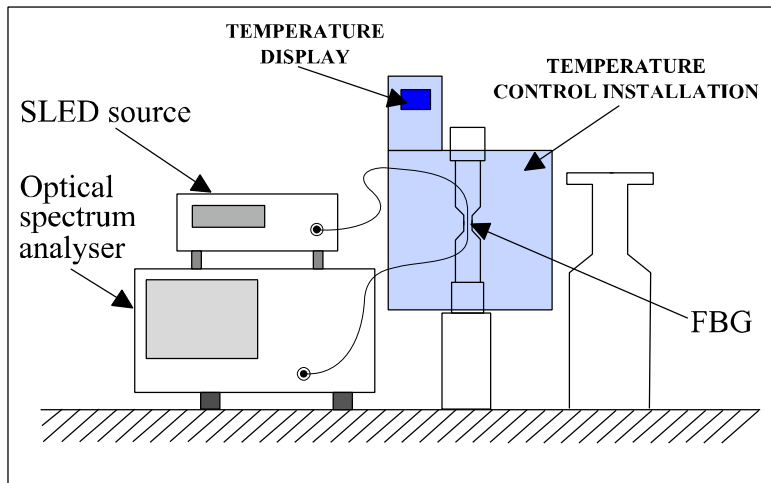 TEMPERATURE
DISPLAY
TEMPERATURE
CONTROL INSTALLATION
SLED source
Optical
spectrum
analyser
FBG